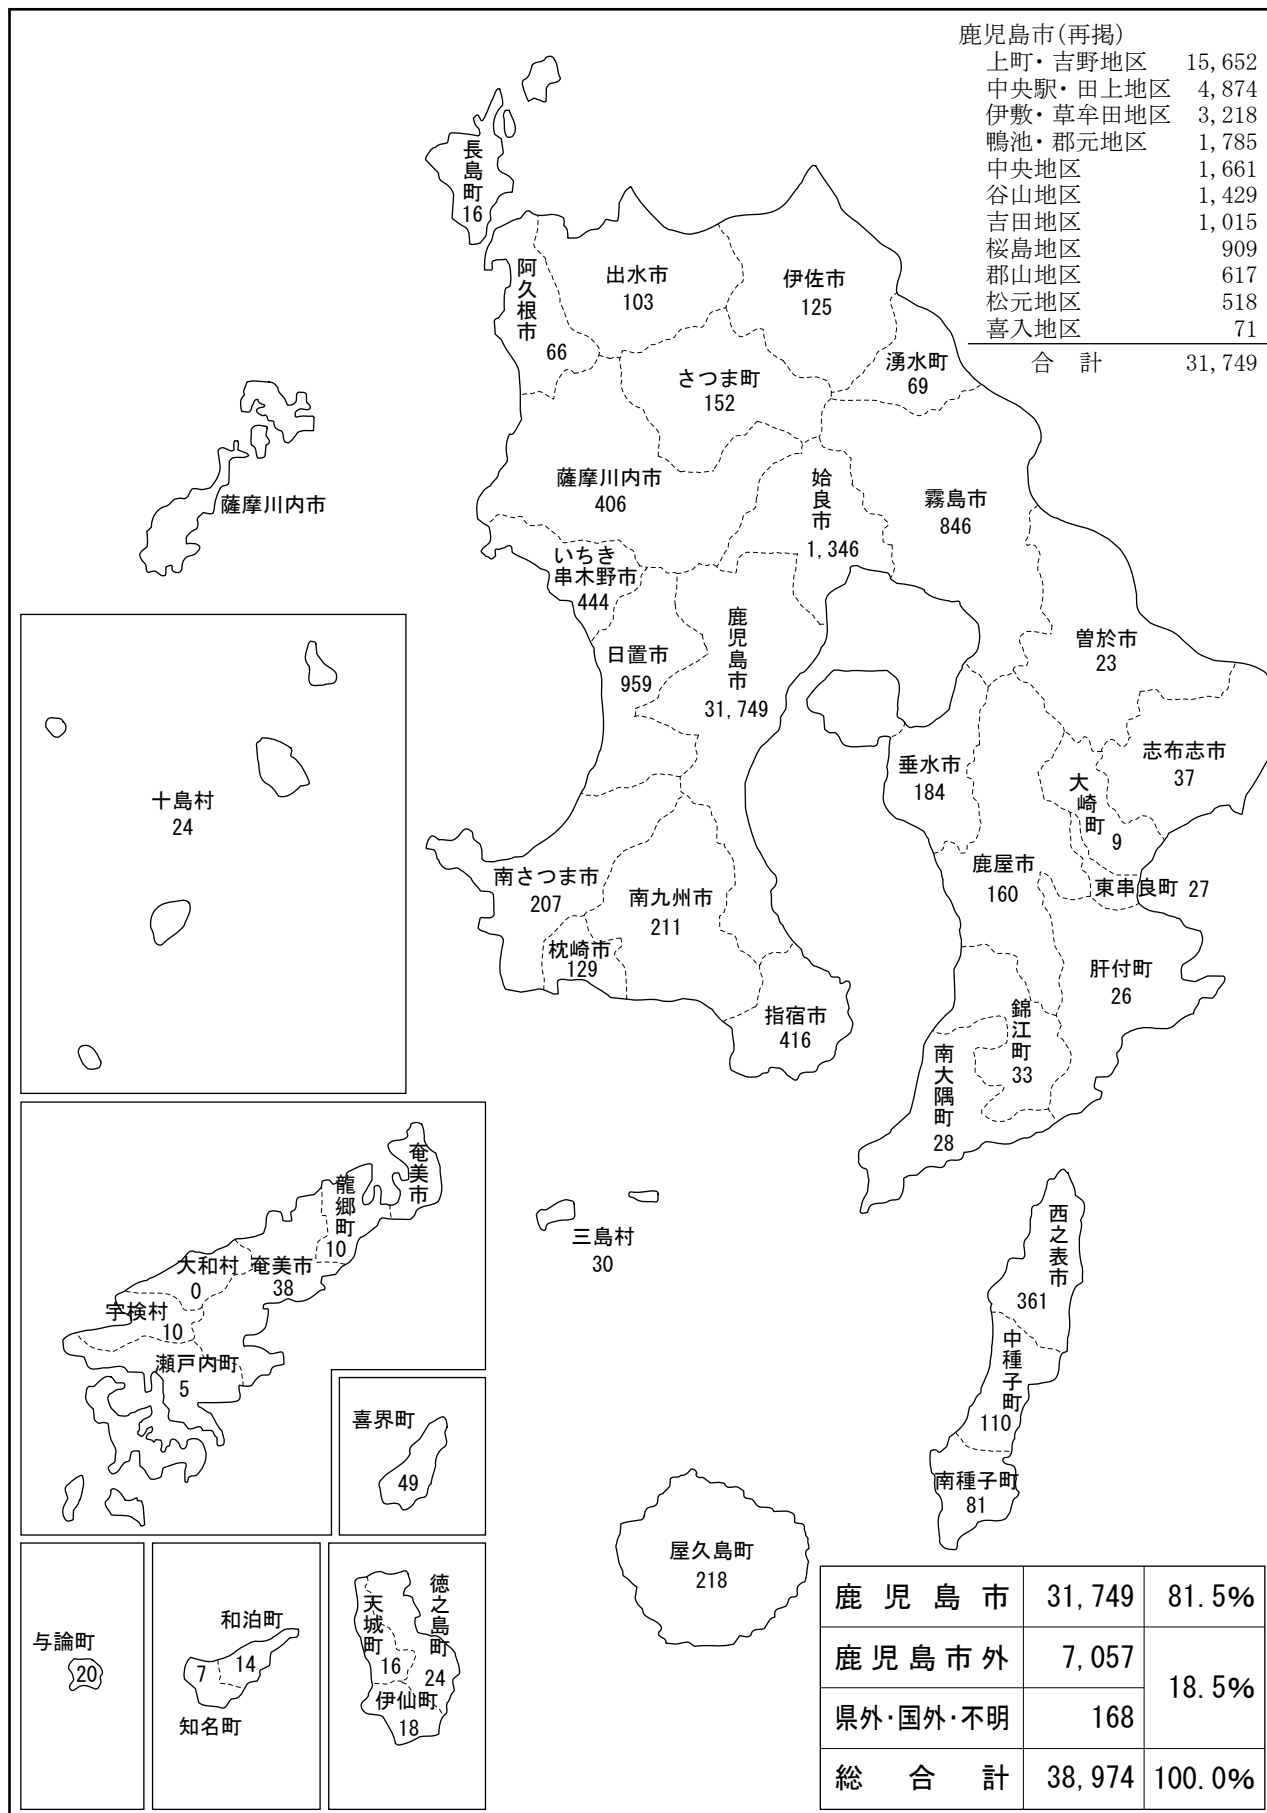 鹿児島市(再掲)
上町・吉野地区 15,652
中央駅・田上地区 4,874
伊敷・草牟田地区 3,218
鴨池・郡元地区 1,785
中央地区 1,661
谷山地区 1,429
吉田地区 1,015
桜島地区 909
郡山地区 617
松元地区 518
喜入地区 71
合 計 31,749
長島町
16
阿久根市
66
出水市
103
伊佐市
125
湧水町
69
さつま町
152
薩摩川内市
406
薩摩川内市
姶良市
1,346
霧島市
846
いちき
串木野市
444
日置市
959
鹿児島市
31,749
曽於市
23
志布志市
37
垂水市
184
大崎町
9
鹿屋市
160
東串良町 27
肝付町
26
錦江町
33
南大隅町
28
南さつま市
207
枕崎市
129
南九州市
211
指宿市
416
十島村
24
三島村
30
奄美市
龍郷町
10
大和村
0
奄美市
38
宇検村
10
瀬戸内町
5
喜界町
49
西之表市
361
中種子町
110
南種子町
81
屋久島町
218
与論町
20
和泊町
14
7
知名町
天城町
16
徳之島町
24
伊仙町
18
鹿児島市 31,749 81.5%
鹿児島市外 7,057
18.5%
県外・国外・不明 168
総合計 38,974 100.0%